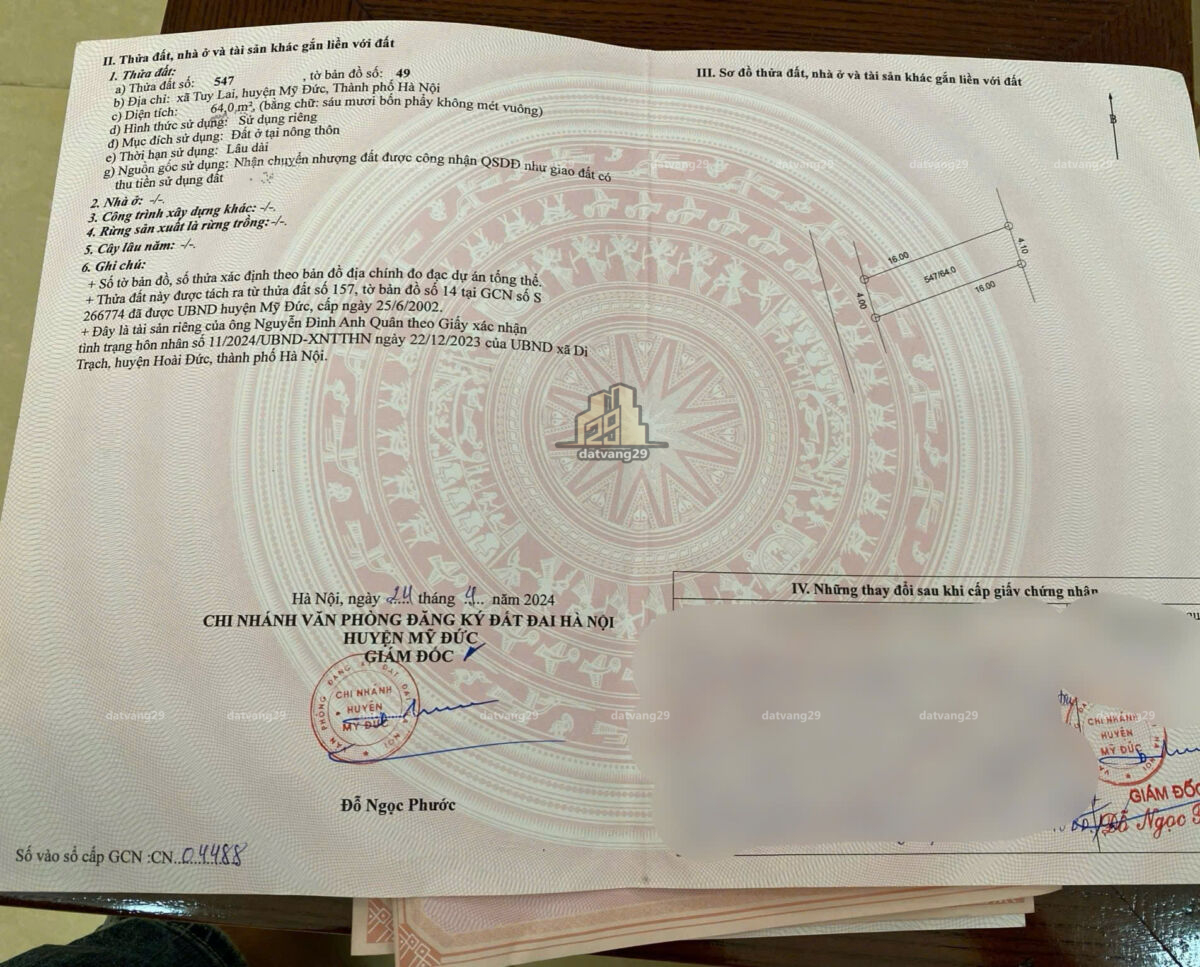 II. Thửa đất, nhà ở và tài sản khác gắn liền với đất
1. Thửa đất:
a) Thửa đất số: 547 , tờ bản đồ số: 49
b) Địa chỉ: xã Tuy Lai, huyện Mỹ Đức, Thành phố Hà Nội
c) Diện tích: 64,0 m², (bằng chữ: sáu mươi bốn phẩy không mét vuông)
d) Hình thức sử dụng: Sử dụng riêng
đ) Mục đích sử dụng: Đất ở tại nông thôn
e) Thời hạn sử dụng: Lâu dài
g) Nguồn gốc sử dụng: Nhận chuyển nhượng đất được công nhận QSDĐ như giao đất có
thu tiền sử dụng đất
2. Nhà ở: -/-.
3. Công trình xây dựng khác: -/-.
4. Rừng sản xuất là rừng trồng: -/-.
5. Cây lâu năm: -/-.
6. Ghi chú:
+ Số tờ bản đồ, số thửa xác định theo bản đồ địa chính đo đạc dự án tổng thể.
+ Thửa đất này được tách ra từ thửa đất số 157, tờ bản đồ số 14 tại GCN số S
266774 đã được UBND huyện Mỹ Đức, cấp ngày 25/6/2002.
+ Đây là tài sản riêng của ông Nguyễn Đình Anh Quân theo Giấy xác nhận
tình trạng hôn nhân số 11/2024/UBND-XNTTHN ngày 22/12/2023 của UBND xã Di
Trạch, huyện Hoài Đức, thành phố Hà Nội.
Hà Nội, ngày 24 tháng 4 năm 2024
CHI NHÁNH VĂN PHÒNG ĐĂNG KÝ ĐẤT ĐAI HÀ NỘI
HUYỆN MỸ ĐỨC
GIÁM ĐỐC
VĂN PHÒNG ĐĂNG KÝ ĐẤT ĐAI HÀ NỘI
CHI NHÁNH
HUYỆN
MỸ ĐỨC
Đỗ Ngọc Phước
Số vào sổ cấp GCN :CN..04488
III. Sơ đồ thửa đất, nhà ở và tài sản khác gắn liền với đất
B
16.00
4.10
547/64.0
4.00
16.00
29
datvang29
IV. Những thay đổi sau khi cấp giấy chứng nhận
CHI NHÁNH
HUYỆN
MỸ ĐỨC
GIÁM ĐỐC
Đỗ Ngọc
datvang29 datvang29 datvang29 datvang29 datvang29 datvang29
datvang29 datvang29 datvang29